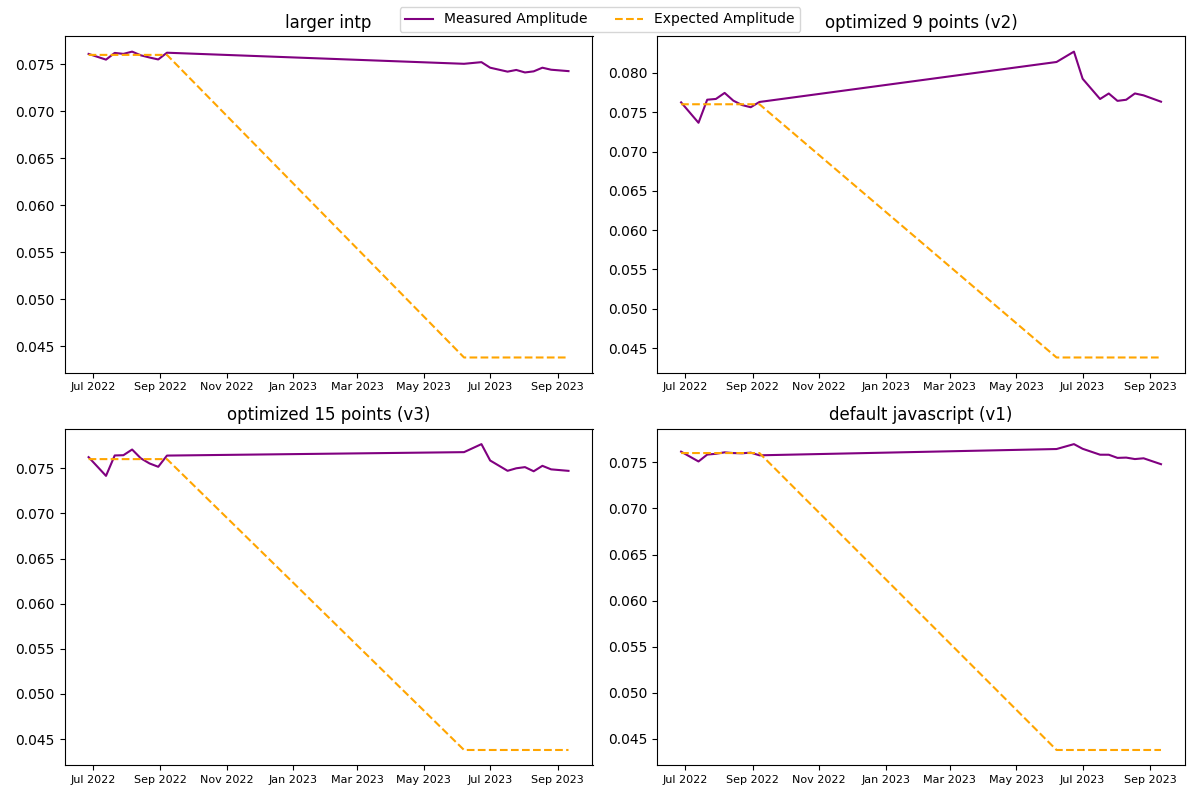 Measured Amplitude
Expected Amplitude
larger intp
0.075
0.070
0.065
0.060
0.055
0.050
0.045
Jul 2022 Sep 2022 Nov 2022 Jan 2023 Mar 2023 May 2023 Jul 2023 Sep 2023
optimized 9 points (v2)
0.080
0.075
0.070
0.065
0.060
0.055
0.050
0.045
Jul 2022 Sep 2022 Nov 2022 Jan 2023 Mar 2023 May 2023 Jul 2023 Sep 2023
optimized 15 points (v3)
0.075
0.070
0.065
0.060
0.055
0.050
0.045
Jul 2022 Sep 2022 Nov 2022 Jan 2023 Mar 2023 May 2023 Jul 2023 Sep 2023
default javascript (v1)
0.075
0.070
0.065
0.060
0.055
0.050
0.045
Jul 2022 Sep 2022 Nov 2022 Jan 2023 Mar 2023 May 2023 Jul 2023 Sep 2023